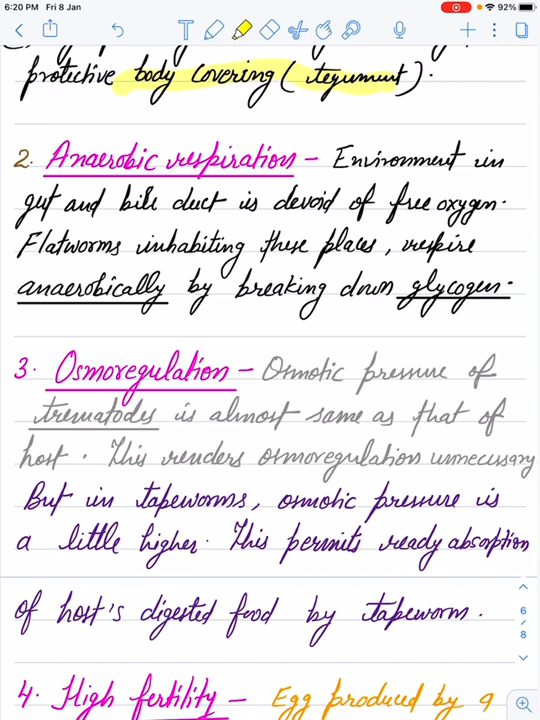 6:20 PM Fri 8 Jan 92%
protective body covering (tegument).
2. Anaerobic respiration - Environment in
gut and bile duct is devoid of free oxygen.
Flatworms inhabiting these places, respire
anaerobically by breaking down glycogen.
3. Osmoregulation - Osmotic pressure of
trematodes is almost same as that of
host. This renders osmoregulation unnecessary
But in tapeworms, osmotic pressure is
a little higher. This permits ready absorption
of host's digested food by tapeworm.
6/8
4. High fertility - Egg produced by a